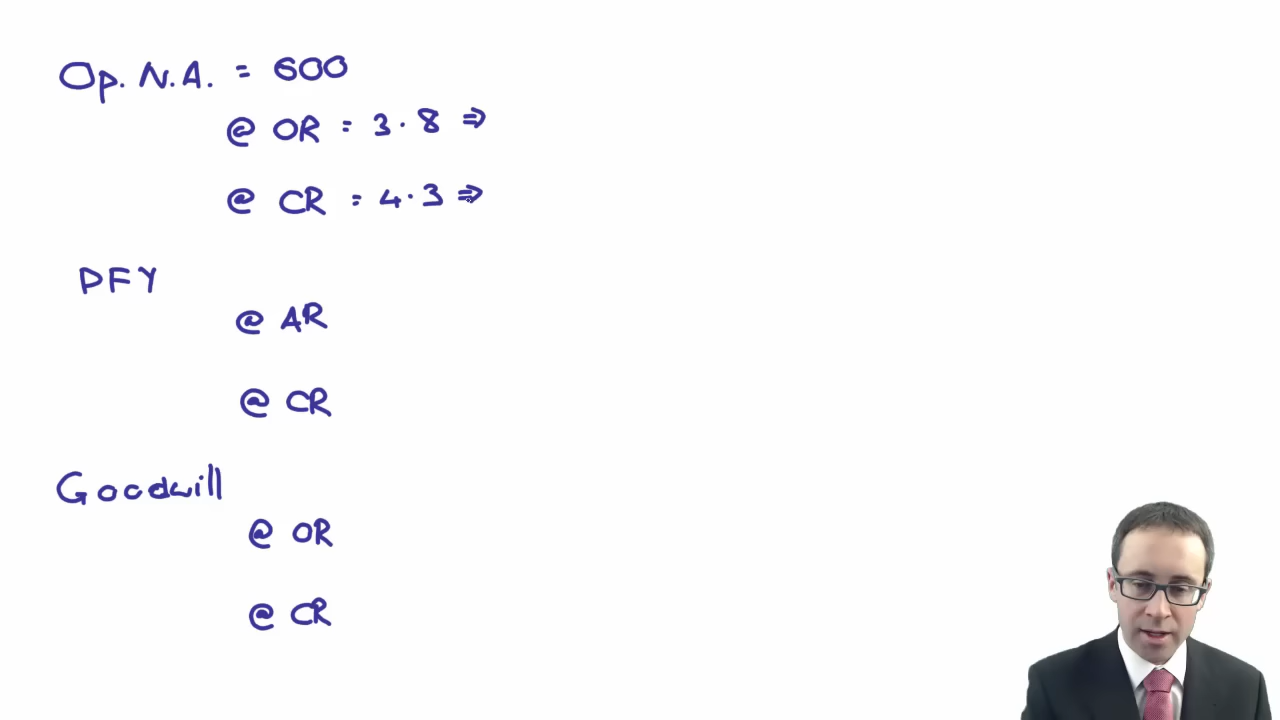 Op. N.A. = 600
@ OR = 3.8 ⇒
@ CR = 4.3 ⇒
PFY
@ AR
@ CR
Goodwill
@ OR
@ CR